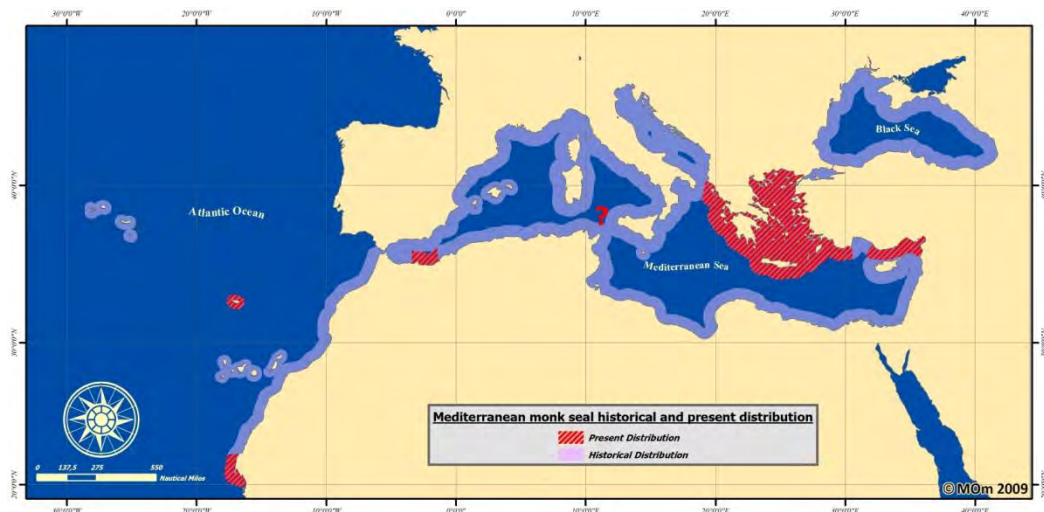 30°0'0"W 20°0'0"W 10°0'0"W 0°0'0" 10°0'0"E 20°0'0"E 30°0'0"E 40°0'0"E
Black Sea
40°0'0"N
Atlantic Ocean
?
Mediterranean Sea
30°0'0"N
Mediterranean monk seal historical and present distribution
Present Distribution
Historical Distribution
0 137,5 275 550
Nautical Miles
20°0'0"N
© MOm 2009